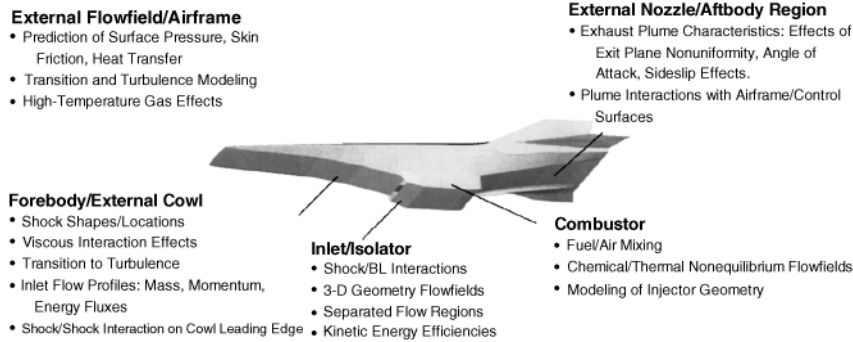 External Flowfield/Airframe
• Prediction of Surface Pressure, Skin
Friction, Heat Transfer
• Transition and Turbulence Modeling
• High-Temperature Gas Effects
External Nozzle/Aftbody Region
• Exhaust Plume Characteristics: Effects of
Exit Plane Nonuniformity, Angle of
Attack, Sideslip Effects.
• Plume Interactions with Airframe/Control
Surfaces
Forebody/External Cowl
• Shock Shapes/Locations
• Viscous Interaction Effects
• Transition to Turbulence
• Inlet Flow Profiles: Mass, Momentum,
Energy Fluxes
• Shock/Shock Interaction on Cowl Leading Edge
Inlet/Isolator
• Shock/BL Interactions
• 3-D Geometry Flowfields
• Separated Flow Regions
• Kinetic Energy Efficiencies
Combustor
• Fuel/Air Mixing
• Chemical/Thermal Nonequilibrium Flowfields
• Modeling of Injector Geometry